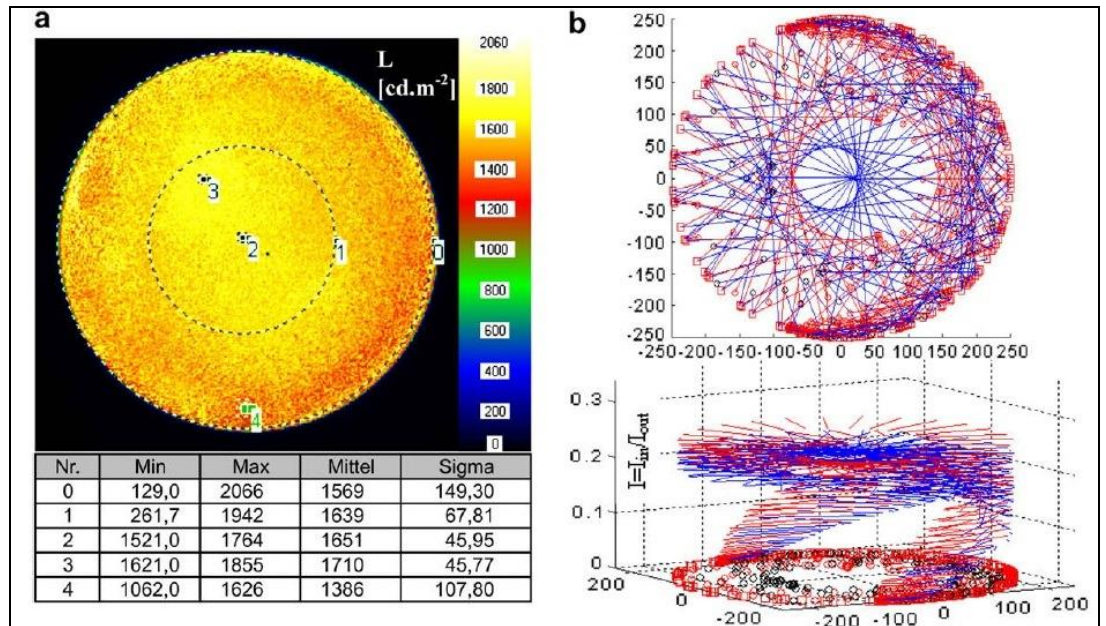 a
L
[cd.m⁻²]
2060
1800
1600
1400
1200
1000
800
600
400
200
0
3
2
1
0
4
Nr. Min Max Mittel Sigma
0 129,0 2066 1569 149,30
1 261,7 1942 1639 67,81
2 1521,0 1764 1651 45,95
3 1621,0 1855 1710 45,77
4 1062,0 1626 1386 107,80
b
250
200
150
100
50
0
-50
-100
-150
-200
-250
-250 -200 -150 -100 -50 0 50 100 150 200 250
I=I_in/I_out
0.3
0.2
0.1
0
200
0
-200
-200 -100 0 100 200